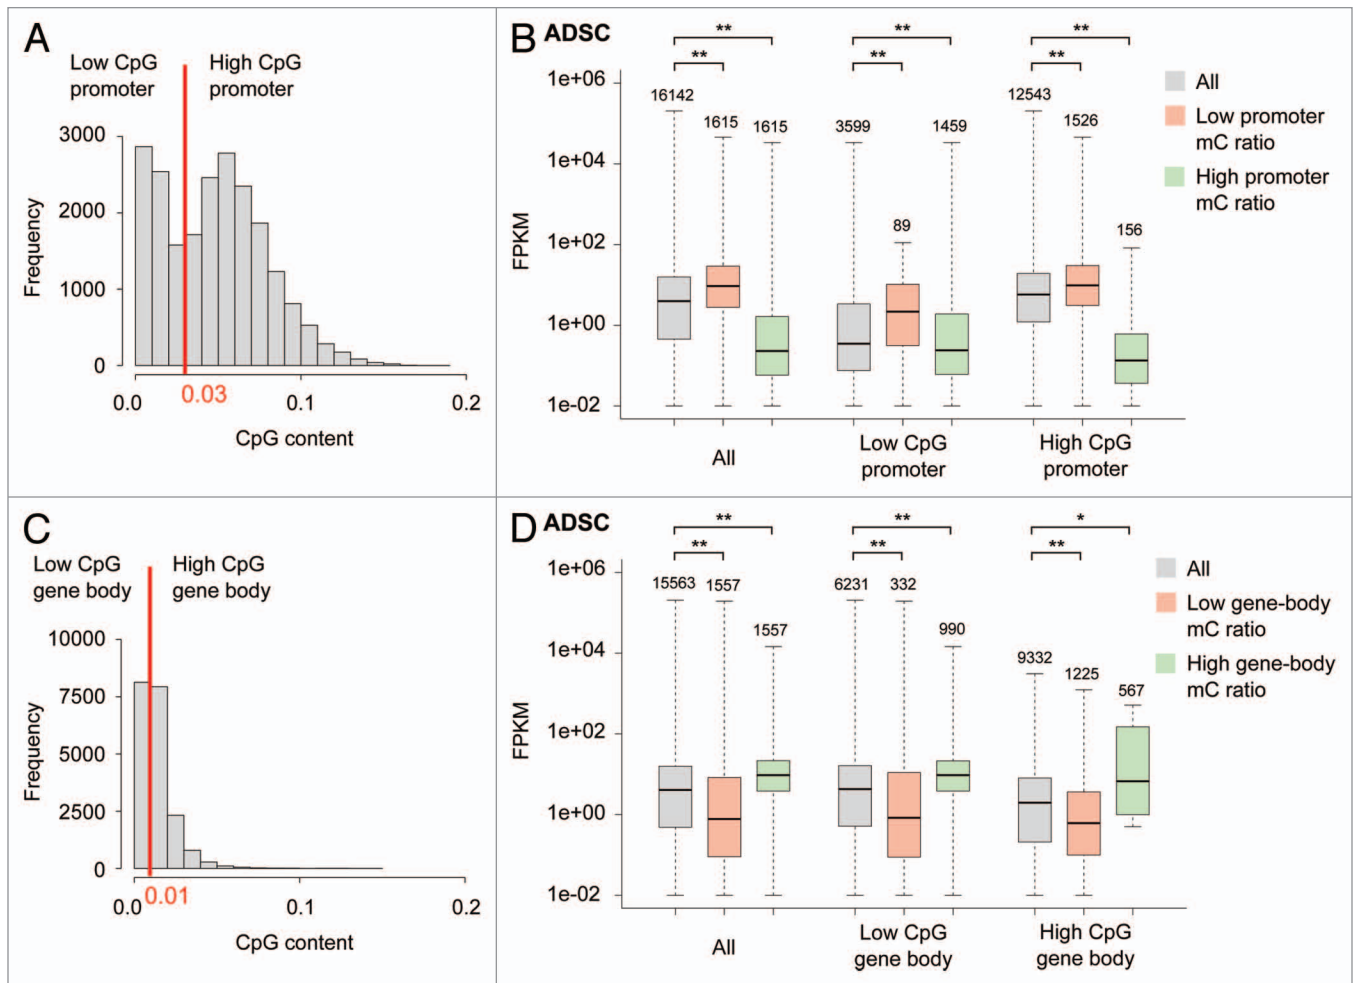 A
Low CpG
promoter
High CpG
promoter
3000
2000
1000
0
Frequency
0.0
0.03
0.1
0.2
CpG content
B ADSC
** ** **
** ** **
1e+06
1e+04
1e+02
1e+00
1e-02
FPKM
16142 1615 1615
3599 89 1459
12543 1526 156
All
Low CpG
promoter
High CpG
promoter
All
Low promoter
mC ratio
High promoter
mC ratio
C
Low CpG
gene body
High CpG
gene body
10000
7500
5000
2500
0
Frequency
0.0
0.01
0.1
0.2
CpG content
D ADSC
** ** *
** ** **
1e+06
1e+04
1e+02
1e+00
1e-02
FPKM
15563 1557 1557
6231 332 990
9332 1225 567
All
Low CpG
gene body
High CpG
gene body
All
Low gene-body
mC ratio
High gene-body
mC ratio